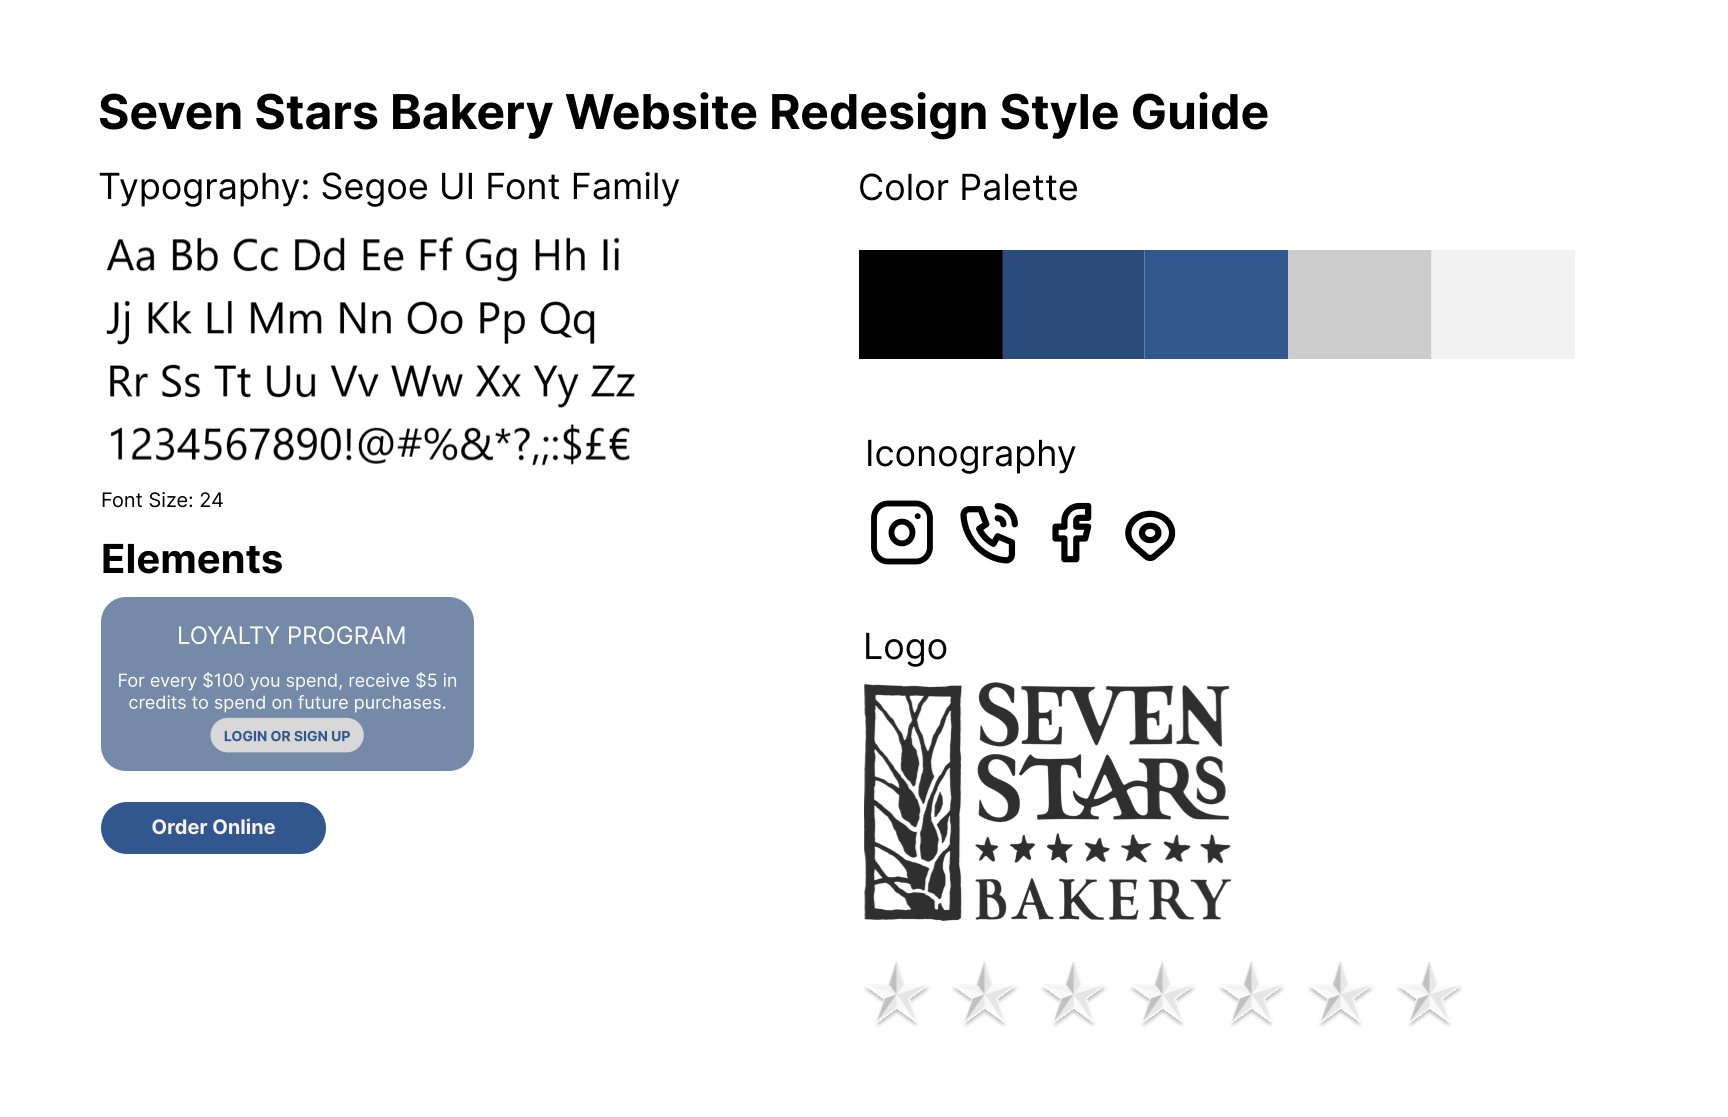 Seven Stars Bakery Website Redesign Style Guide
Typography: Segoe UI Font Family
Aa Bb Cc Dd Ee Ff Gg Hh Ii
Jj Kk Ll Mm Nn Oo Pp Qq
Rr Ss Tt Uu Vv Ww Xx Yy Zz
1234567890!@#%&*?,;:$£€
Font Size: 24
Elements
LOYALTY PROGRAM
For every $100 you spend, receive $5 in
credits to spend on future purchases.
LOGIN OR SIGN UP
Order Online
Color Palette
Iconography
Logo
SEVEN
STARS
BAKERY